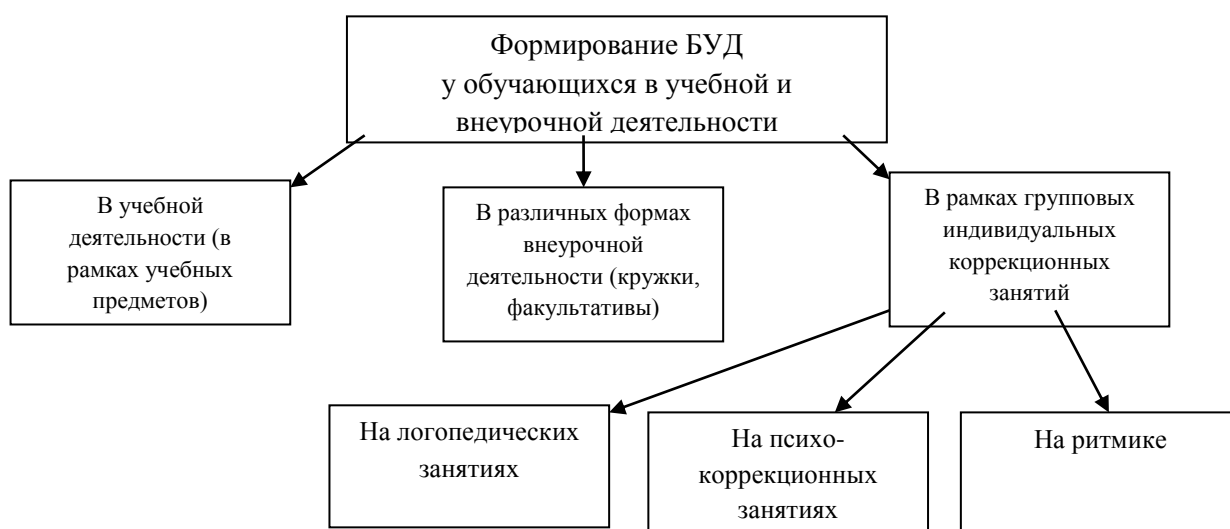 Формирование БУД
у обучающихся в учебной и
внеурочной деятельности
В учебной
деятельности (в
рамках учебных
предметов)
В различных формах
внеурочной
деятельности (кружки,
факультативы)
В рамках групповых
индивидуальных
коррекционных
занятий
На логопедических
занятиях
На психо-
коррекционных
занятиях
На ритмике